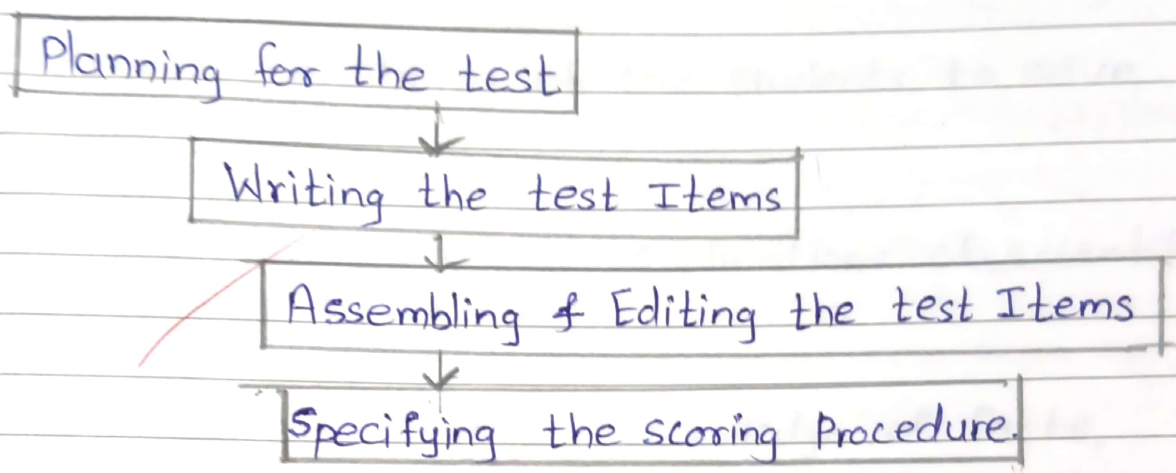 Planning for the test
Writing the test Items
Assembling & Editing the test Items
Specifying the scoring Procedure.